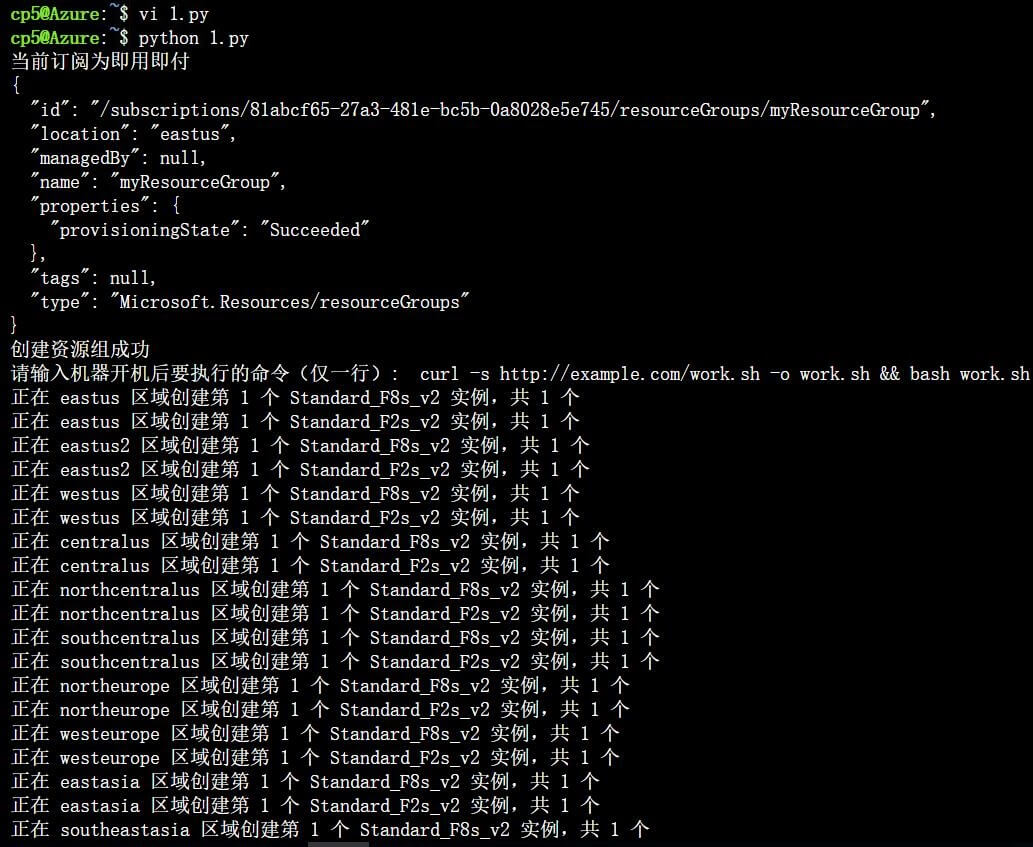 cp5@Azure:~$ vi 1.py
cp5@Azure:~$ python 1.py
当前订阅为即用即付
{
  "id": "/subscriptions/81abcf65-27a3-481e-bc5b-0a8028e5e745/resourceGroups/myResourceGroup",
  "location": "eastus",
  "managedBy": null,
  "name": "myResourceGroup",
  "properties": {
    "provisioningState": "Succeeded"
  },
  "tags": null,
  "type": "Microsoft.Resources/resourceGroups"
}
创建资源组成功
请输入机器开机后要执行的命令（仅一行）: curl -s http://example.com/work.sh -o work.sh && bash work.sh
正在 eastus 区域创建第 1 个 Standard_F8s_v2 实例，共 1 个
正在 eastus 区域创建第 1 个 Standard_F2s_v2 实例，共 1 个
正在 eastus2 区域创建第 1 个 Standard_F8s_v2 实例，共 1 个
正在 eastus2 区域创建第 1 个 Standard_F2s_v2 实例，共 1 个
正在 westus 区域创建第 1 个 Standard_F8s_v2 实例，共 1 个
正在 westus 区域创建第 1 个 Standard_F2s_v2 实例，共 1 个
正在 centralus 区域创建第 1 个 Standard_F8s_v2 实例，共 1 个
正在 centralus 区域创建第 1 个 Standard_F2s_v2 实例，共 1 个
正在 northcentralus 区域创建第 1 个 Standard_F8s_v2 实例，共 1 个
正在 northcentralus 区域创建第 1 个 Standard_F2s_v2 实例，共 1 个
正在 southcentralus 区域创建第 1 个 Standard_F8s_v2 实例，共 1 个
正在 southcentralus 区域创建第 1 个 Standard_F2s_v2 实例，共 1 个
正在 northeurope 区域创建第 1 个 Standard_F8s_v2 实例，共 1 个
正在 northeurope 区域创建第 1 个 Standard_F2s_v2 实例，共 1 个
正在 westeurope 区域创建第 1 个 Standard_F8s_v2 实例，共 1 个
正在 westeurope 区域创建第 1 个 Standard_F2s_v2 实例，共 1 个
正在 eastasia 区域创建第 1 个 Standard_F8s_v2 实例，共 1 个
正在 eastasia 区域创建第 1 个 Standard_F2s_v2 实例，共 1 个
正在 southeastasia 区域创建第 1 个 Standard_F8s_v2 实例，共 1 个